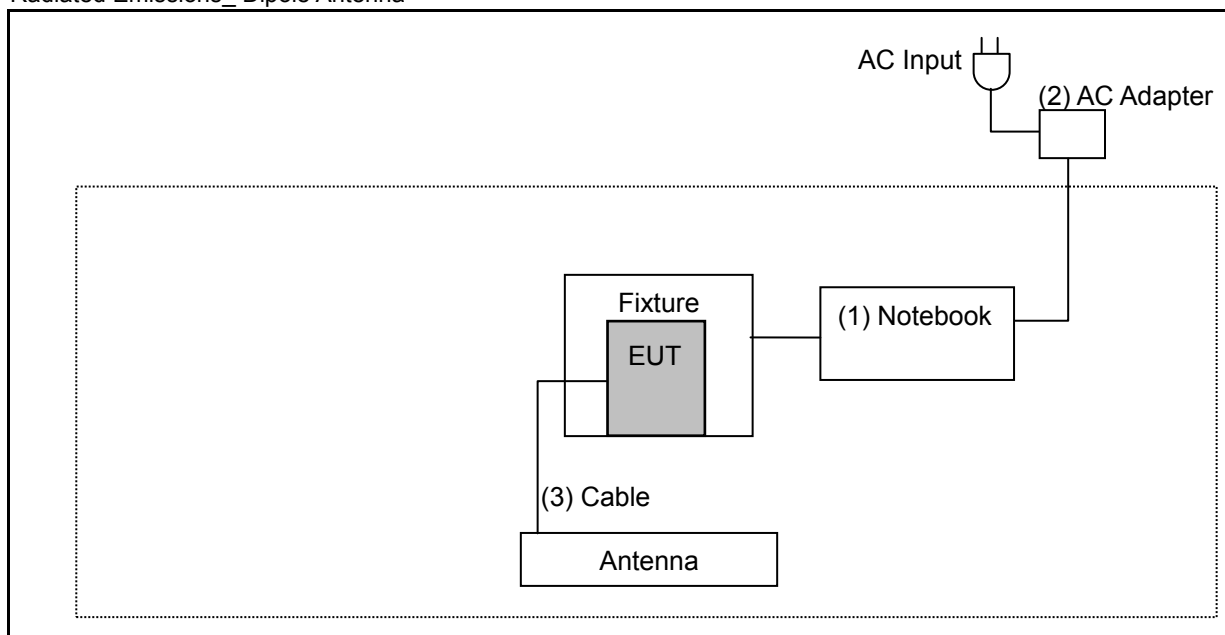 Radiated Emissions_ Dipole Antenna
AC Input
(2) AC Adapter
Fixture
(1) Notebook
EUT
(3) Cable
Antenna